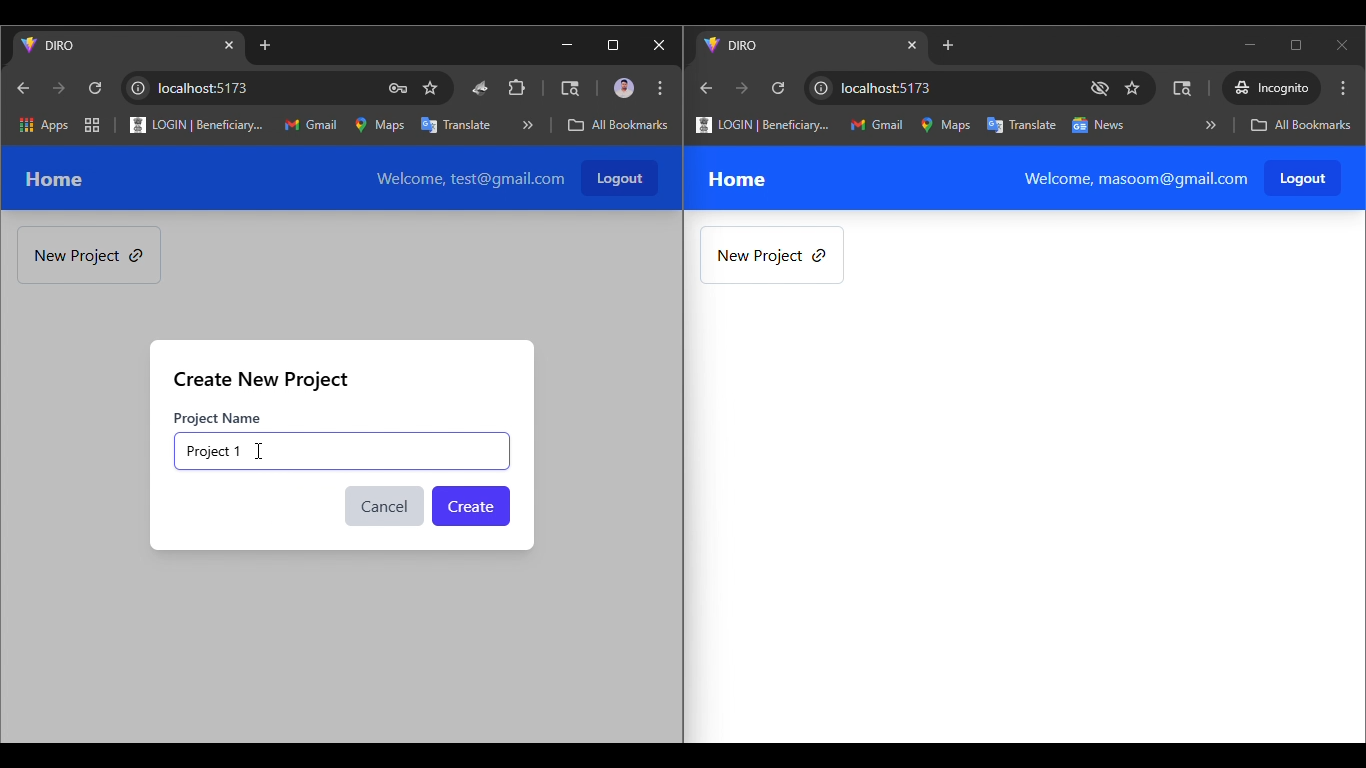 DIRO
localhost:5173
Apps
LOGIN | Beneficiary...
Gmail
Maps
Translate
»
All Bookmarks
Home
Welcome, test@gmail.com
Logout
New Project
Create New Project
Project Name
Project 1
Cancel
Create
DIRO
localhost:5173
Incognito
LOGIN | Beneficiary...
Gmail
Maps
Translate
News
»
All Bookmarks
Home
Welcome, masoom@gmail.com
Logout
New Project